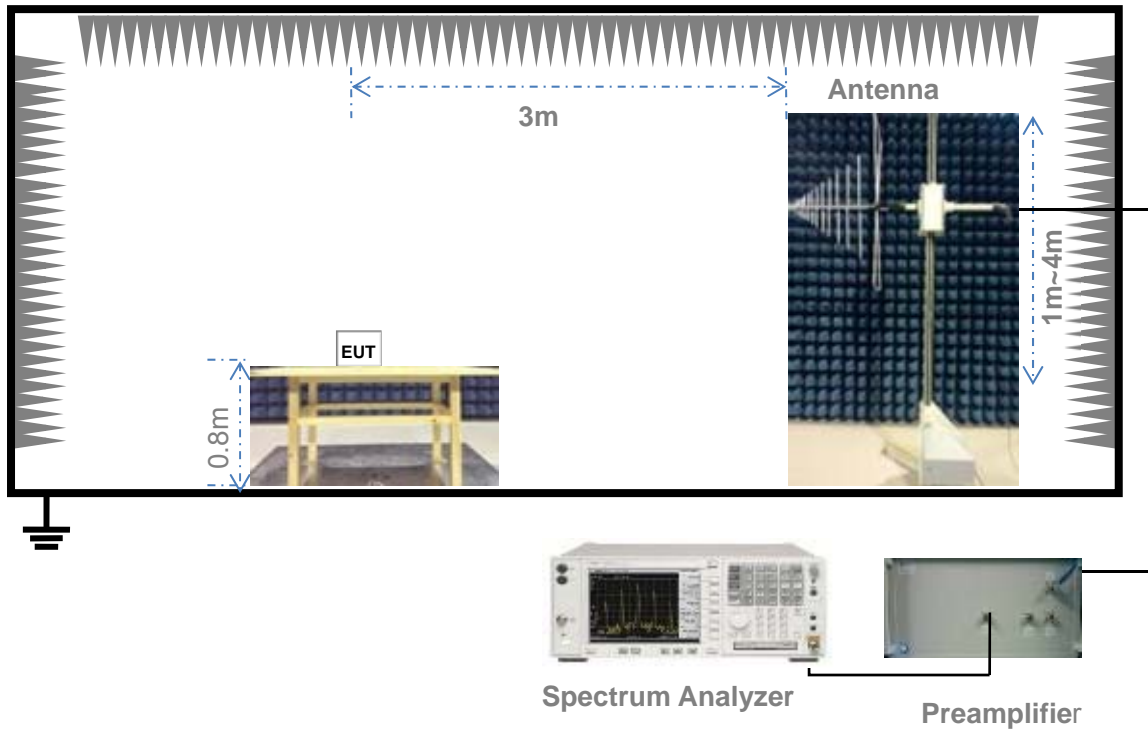 Antenna
3m
1m~4m
EUT
0.8m
Spectrum Analyzer
Preamplifier